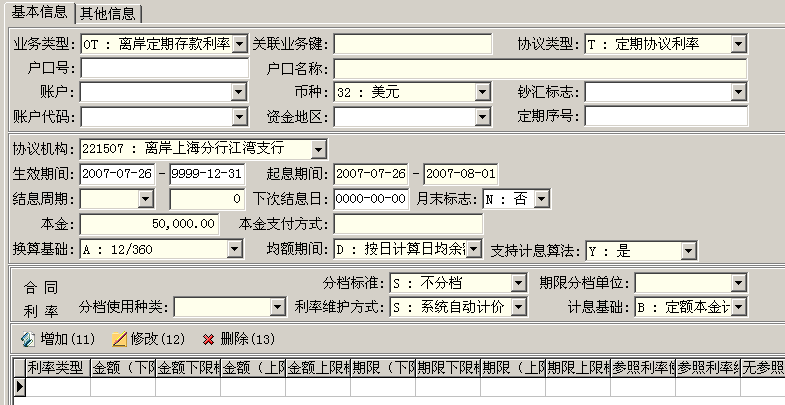 基本信息 其他信息
业务类型: OT : 离岸定期存款利率 关联业务键: 协议类型: T : 定期协议利率
户口号: 户口名称:
账户: 币种: 32 : 美元 钞汇标志:
账户代码: 资金地区: 定期序号:
协议机构: 221507 : 离岸上海分行江湾支行
生效期间: 2007-07-26 - 9999-12-31 起息期间: 2007-07-26 - 2007-08-01
结息周期: 0 下次结息日: 0000-00-00 月末标志: N : 否
本金: 50,000.00 本金支付方式:
换算基础: A : 12/360 均额期间: D : 按日计算日均余 支持计息算法: Y : 是
合 同 分档标准: S : 不分档 期限分档单位:
利 率 分档使用种类: 利率维护方式: S : 系统自动计价 计息基础: B : 定额本金计
增加(11) 修改(12) 删除(13)
利率类型 金额（下阝 金额下限标 金额（上阝 金额上限标 期限（下阝 期限下限标 期限（上阝 期限上限标 参照利率 参照利率 无参照